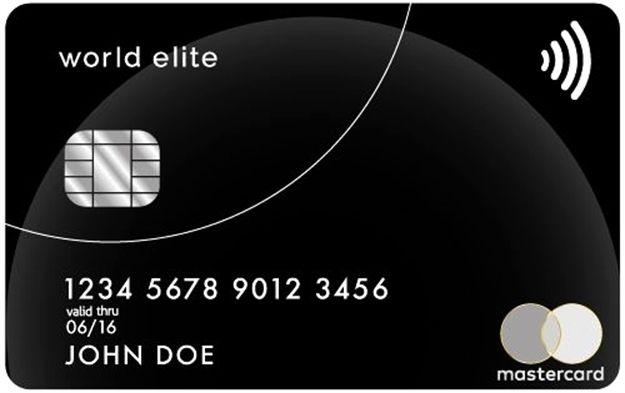 world elite
1234 5678 9012 3456
valid thru
06/16
JOHN DOE
mastercard